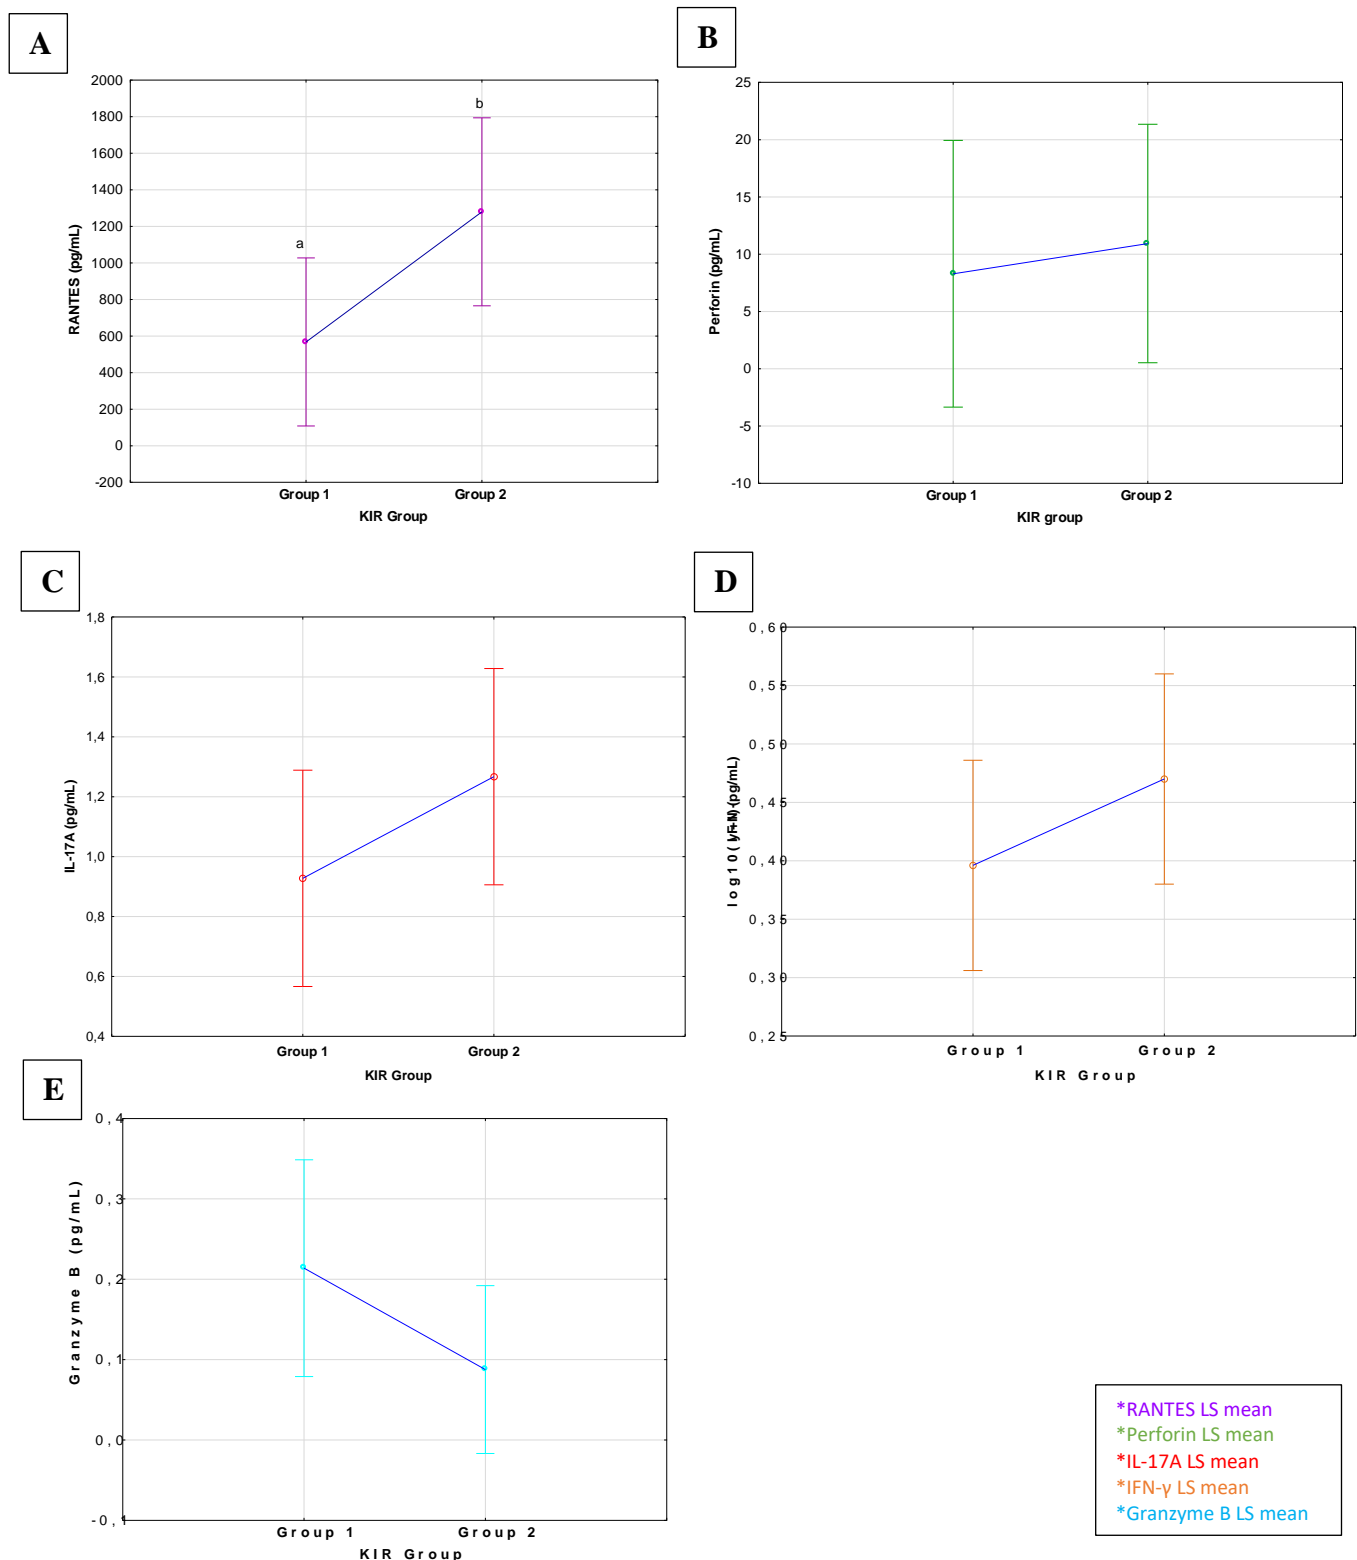 A
2000
1800
1600
1400
1200
1000
800
600
400
200
0
-200
RANTES (pg/mL)
a
b
Group 1
Group 2
KIR Group
B
25
20
15
10
5
0
-5
-10
Perforin (pg/mL)
Group 1
Group 2
KIR group
C
1,8
1,6
1,4
1,2
1,0
0,8
0,6
0,4
IL-17A (pg/mL)
Group 1
Group 2
KIR Group
D
0,60
0,55
0,50
0,45
0,40
0,35
0,30
0,25
log10( (pg/mL)
Group 1
Group 2
KIR Group
E
0,4
0,3
0,2
0,1
0,0
-0,1
Granzyme B (pg/mL)
Group 1
Group 2
KIR Group
*RANTES LS mean
*Perforin LS mean
*IL-17A LS mean
*IFN-γ LS mean
*Granzyme B LS mean